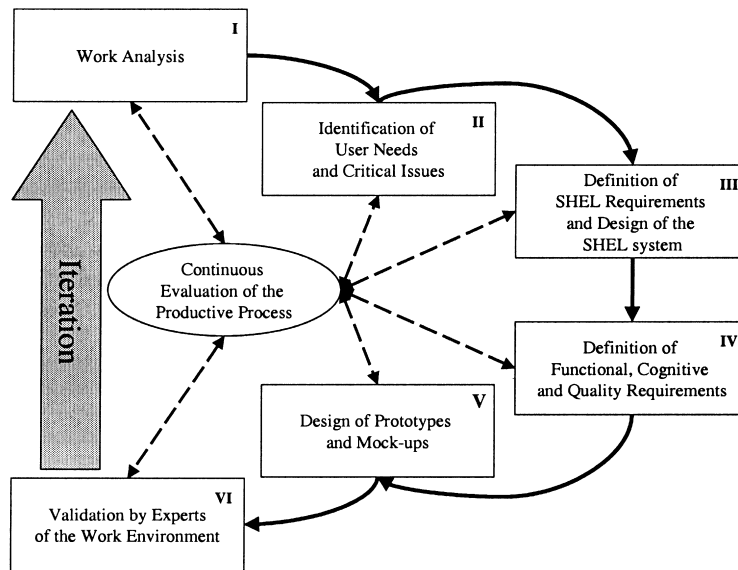 I
Work Analysis
II
Identification of
User Needs
and Critical Issues
III
Definition of
SHEL Requirements
and Design of the
SHEL system
Continuous
Evaluation of the
Productive Process
Iteration
IV
Definition of
Functional, Cognitive
and Quality Requirements
V
Design of Prototypes
and Mock-ups
VI
Validation by Experts
of the Work Environment